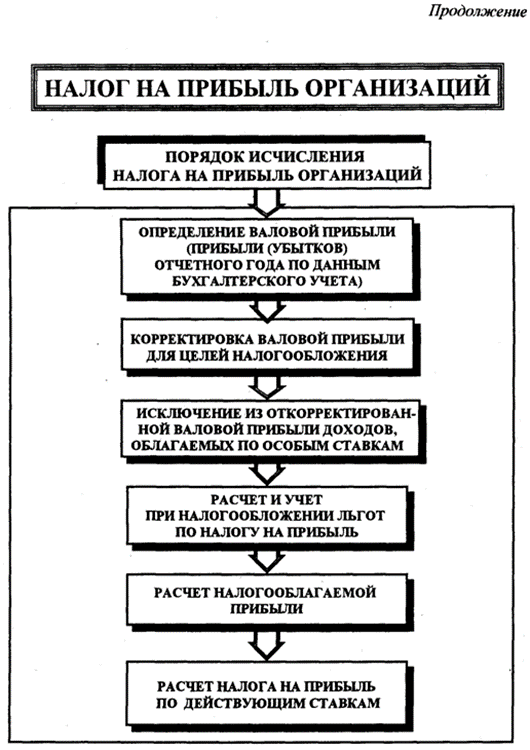 Продолжение
НАЛОГ НА ПРИБЫЛЬ ОРГАНИЗАЦИЙ
ПОРЯДОК ИСЧИСЛЕНИЯ
НАЛОГА НА ПРИБЫЛЬ ОРГАНИЗАЦИЙ
ОПРЕДЕЛЕНИЕ ВАЛОВОЙ ПРИБЫЛИ
(ПРИБЫЛИ (УБЫТКОВ)
ОТЧЕТНОГО ГОДА ПО ДАННЫМ
БУХГАЛТЕРСКОГО УЧЕТА)
КОРРЕКТИРОВКА ВАЛОВОЙ ПРИБЫЛИ
ДЛЯ ЦЕЛЕЙ НАЛОГООБЛОЖЕНИЯ
ИСКЛЮЧЕНИЕ ИЗ ОТКОРРЕКТИРОВАН-
НОЙ ВАЛОВОЙ ПРИБЫЛИ ДОХОДОВ,
ОБЛАГАЕМЫХ ПО ОСОБЫМ СТАВКАМ
РАСЧЕТ И УЧЕТ
ПРИ НАЛОГООБЛОЖЕНИИ ЛЬГОТ
ПО НАЛОГУ НА ПРИБЫЛЬ
РАСЧЕТ НАЛОГООБЛАГАЕМОЙ
ПРИБЫЛИ
РАСЧЕТ НАЛОГА НА ПРИБЫЛЬ
ПО ДЕЙСТВУЮЩИМ СТАВКАМ